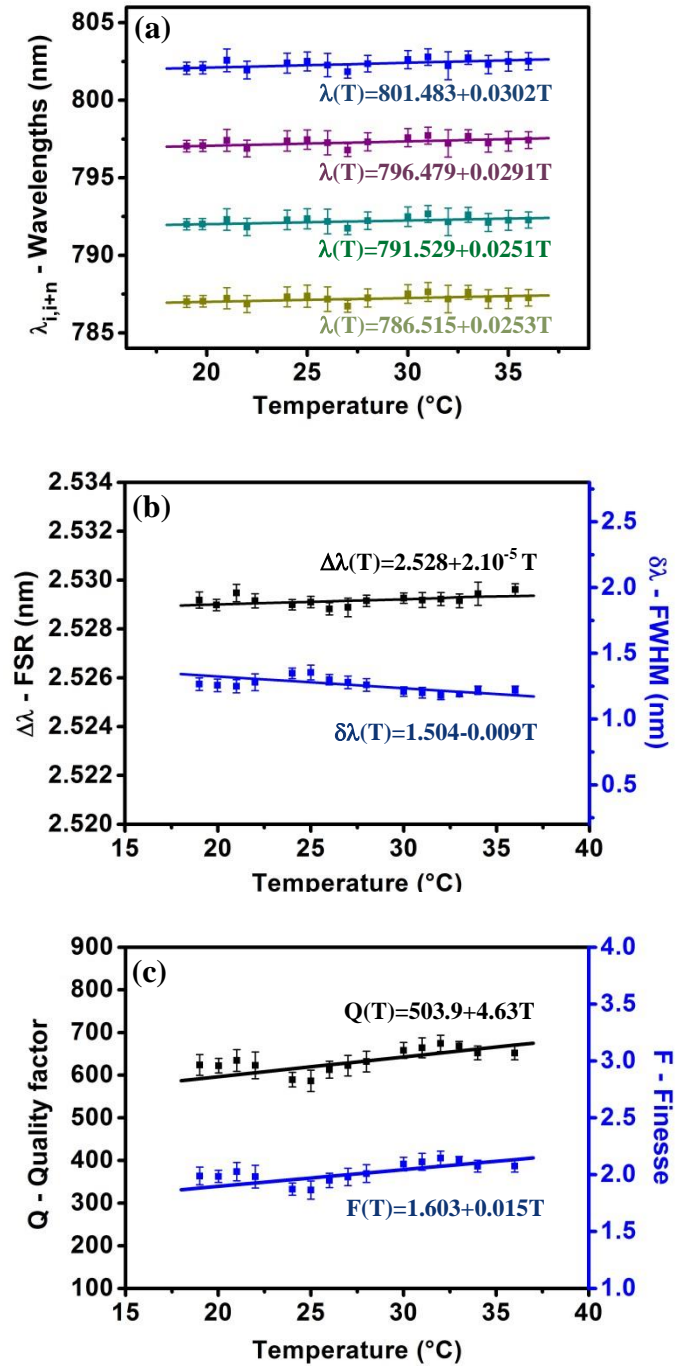 (a)
805
800
795
790
785
λi,i+n - Wavelengths (nm)
λ(T)=801.483+0.0302T
λ(T)=796.479+0.0291T
λ(T)=791.529+0.0251T
λ(T)=786.515+0.0253T
20 25 30 35
Temperature (°C)
(b)
2.534
2.532
2.530
2.528
2.526
2.524
2.522
2.520
Δλ - FSR (nm)
Δλ(T)=2.528+2.10⁻⁵ T
δλ(T)=1.504-0.009T
2.5
2.0
1.5
1.0
0.5
δλ - FWHM (nm)
15 20 25 30 35 40
Temperature (°C)
(c)
900
800
700
600
500
400
300
200
100
Q - Quality factor
Q(T)=503.9+4.63T
F(T)=1.603+0.015T
4.0
3.5
3.0
2.5
2.0
1.5
1.0
F - Finesse
15 20 25 30 35 40
Temperature (°C)